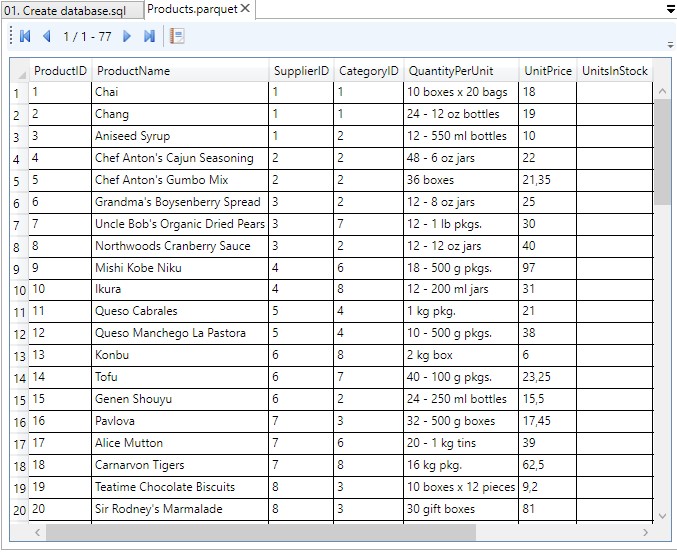 01. Create database.sql Products.parquet
1 / 1 - 77
ProductID ProductName SupplierID CategoryID QuantityPerUnit UnitPrice UnitsInStock
1 1 Chai 1 1 10 boxes x 20 bags 18
2 2 Chang 1 1 24 - 12 oz bottles 19
3 3 Aniseed Syrup 1 2 12 - 550 ml bottles 10
4 4 Chef Anton's Cajun Seasoning 2 2 48 - 6 oz jars 22
5 5 Chef Anton's Gumbo Mix 2 2 36 boxes 21,35
6 6 Grandma's Boysenberry Spread 3 2 12 - 8 oz jars 25
7 7 Uncle Bob's Organic Dried Pears 3 7 12 - 1 lb pkgs. 30
8 8 Northwoods Cranberry Sauce 3 2 12 - 12 oz jars 40
9 9 Mishi Kobe Niku 4 6 18 - 500 g pkgs. 97
10 10 Ikura 4 8 12 - 200 ml jars 31
11 11 Queso Cabrales 5 4 1 kg pkg. 21
12 12 Queso Manchego La Pastora 5 4 10 - 500 g pkgs. 38
13 13 Konbu 6 8 2 kg box 6
14 14 Tofu 6 7 40 - 100 g pkgs. 23,25
15 15 Genen Shouyu 6 2 24 - 250 ml bottles 15,5
16 16 Pavlova 7 3 32 - 500 g boxes 17,45
17 17 Alice Mutton 7 6 20 - 1 kg tins 39
18 18 Carnarvon Tigers 7 8 16 kg pkg. 62,5
19 19 Teatime Chocolate Biscuits 8 3 10 boxes x 12 pieces 9,2
20 20 Sir Rodney's Marmalade 8 3 30 gift boxes 81